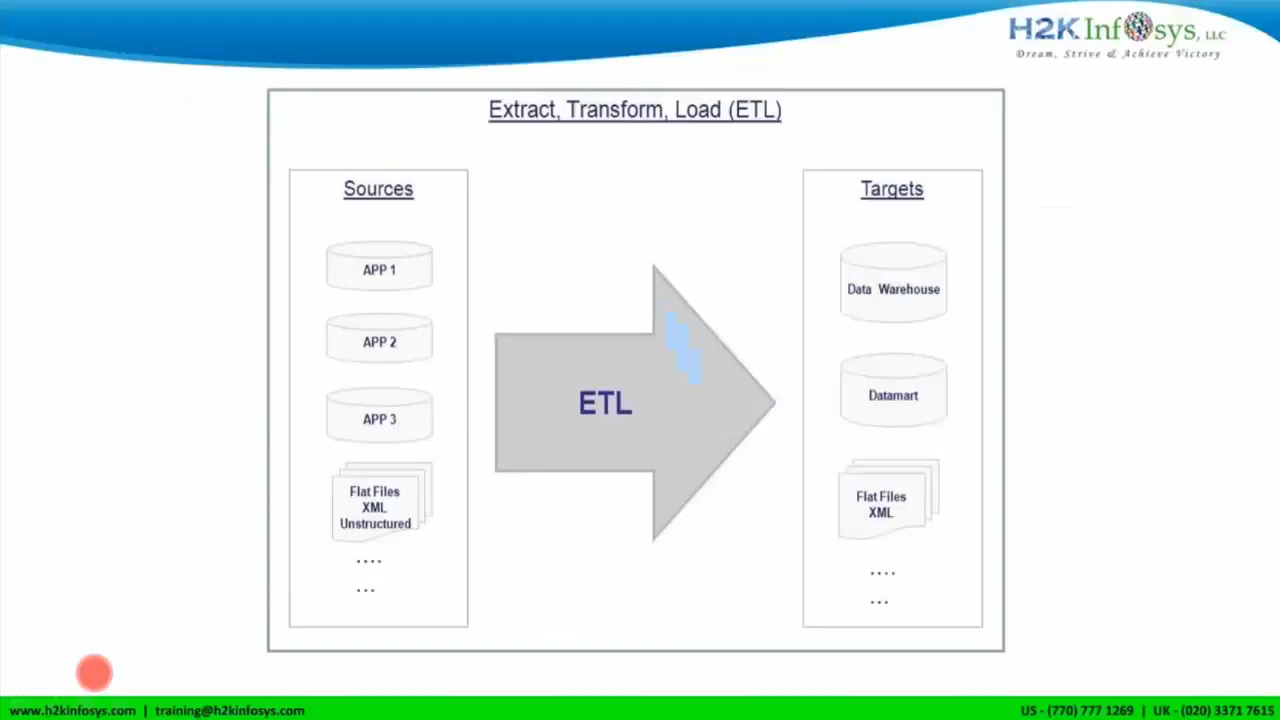 H2K Infosys, LLC
Dream, Strive & Achieve Victory
Extract, Transform, Load (ETL)
Sources
APP 1
APP 2
APP 3
Flat Files
XML
Unstructured
....
...
ETL
Targets
Data Warehouse
Datamart
Flat Files
XML
....
...
www.h2kinfosys.com | training@h2kinfosys.com
US - (770) 777 1269 | UK - (020) 3371 7615